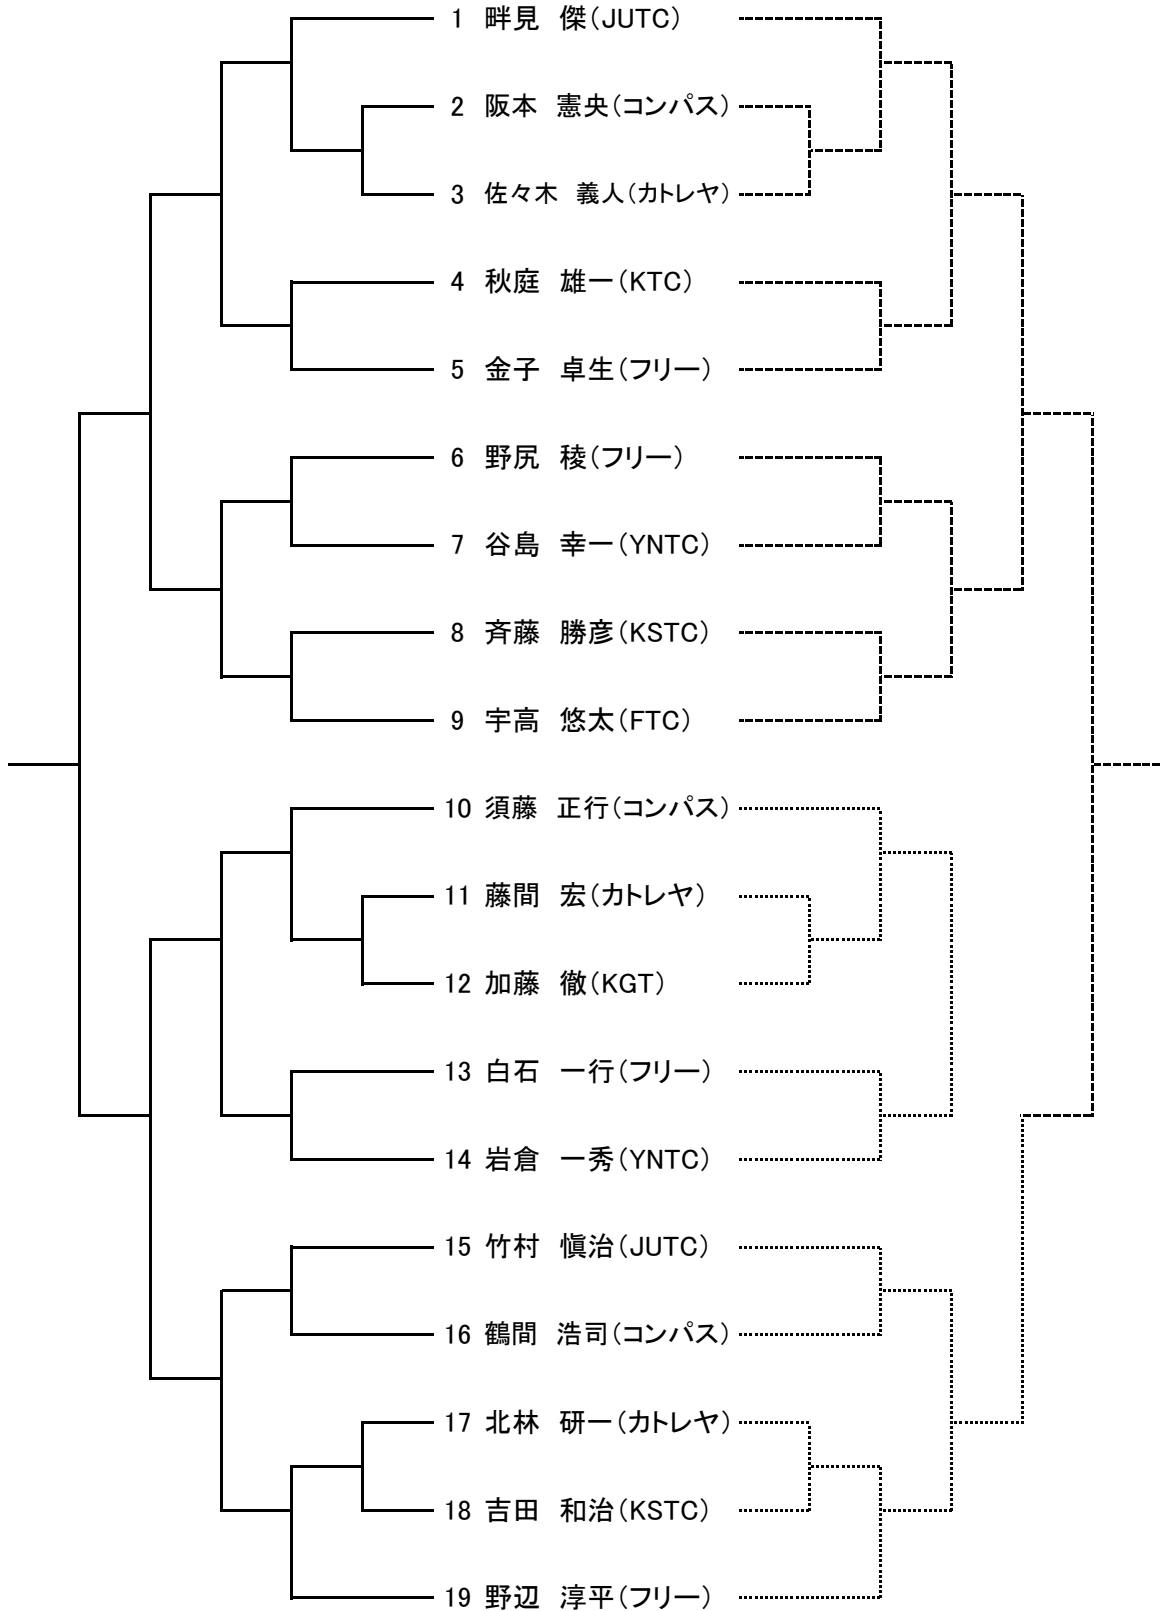 1 畔見　傑（JUTC）
2 阪本　憲央（コンパス）
3 佐々木　義人（カトレヤ）
4 秋庭　雄一（KTC）
5 金子　卓生（フリー）
6 野尻　稜（フリー）
7 谷島　幸一（YNTC）
8 斉藤　勝彦（KSTC）
9 宇高　悠太（FTC）
10 須藤　正行（コンパス）
11 藤間　宏（カトレヤ）
12 加藤　徹（KGT）
13 白石　一行（フリー）
14 岩倉　一秀（YNTC）
15 竹村　愼治（JUTC）
16 鶴間　浩司（コンパス）
17 北林　研一（カトレヤ）
18 吉田　和治（KSTC）
19 野辺　淳平（フリー）